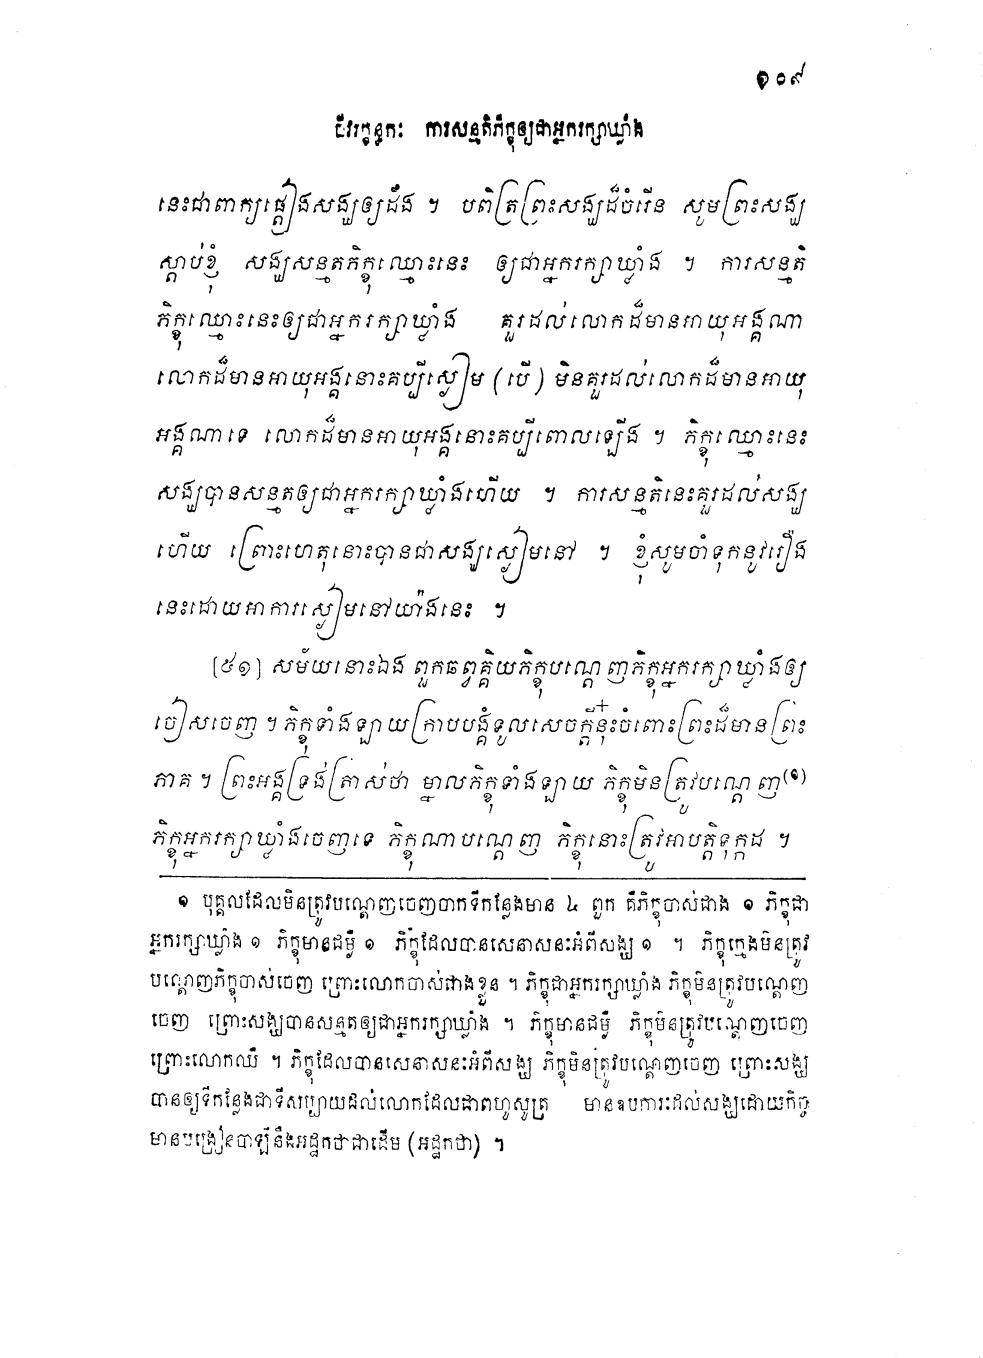 ១០៩
ចីវរក្ខន្ធកៈ ការសន្មតិភិក្ខុឲ្យជាអ្នករក្សាឃ្លាំង
នេះជាពាក្យផ្តៀងសង្ឃឲ្យដឹង ។ បពិត្រព្រះសង្ឃដ៏ចំរើន សូមព្រះសង្ឃ
ស្តាប់ខ្ញុំ សង្ឃសន្មតភិក្ខុឈ្មោះនេះ ឲ្យជាអ្នករក្សាឃ្លាំង ។ ការសន្មតិ
ភិក្ខុឈ្មោះនេះឲ្យជាអ្នករក្សាឃ្លាំង គួរដល់លោកដ៏មានអាយុអង្គណា
លោកដ៏មានអាយុអង្គនោះគប្បីស្ងៀម (បើ) មិនគួរដល់លោកដ៏មានអាយុ
អង្គណាទេ លោកដ៏មានអាយុអង្គនោះគប្បីពោលឡើង ។ ភិក្ខុឈ្មោះនេះ
សង្ឃបានសន្មតឲ្យជាអ្នករក្សាឃ្លាំងហើយ ។ ការសន្មតិនេះគួរដល់សង្ឃ
ហើយ ព្រោះហេតុនោះបានជាសង្ឃស្ងៀមនៅ ។ ខ្ញុំសូមចាំទុកនូវរឿង
នេះដោយអាការស្ងៀមនៅយ៉ាងនេះ ។
[៥១] សម័យនោះឯង ពួកឆព្វគ្គិយភិក្ខុបណ្តេញភិក្ខុអ្នករក្សាឃ្លាំងឲ្យ
ចៀសចេញ ។ ភិក្ខុទាំងឡាយក្រាបបង្គំទូលសេចក្តីនុ៎ះចំពោះព្រះដ៏មានព្រះ
ភាគ ។ ព្រះអង្គទ្រង់ត្រាស់ថា ម្នាលភិក្ខុទាំងឡាយ ភិក្ខុមិនត្រូវបណ្តេញ(១)
ភិក្ខុអ្នករក្សាឃ្លាំងចេញទេ ភិក្ខុណាបណ្តេញ ភិក្ខុនោះត្រូវអាបត្តិទុក្កដ ។
១ បុគ្គលដែលមិនត្រូវបណ្តេញចេញចាកទីកន្លែងមាន ៤ ពួក គឺភិក្ខុចាស់ជាង ១ ភិក្ខុជា
អ្នករក្សាឃ្លាំង ១ ភិក្ខុមានជម្ងឺ ១ ភិក្ខុដែលបានសេនាសនៈអំពីសង្ឃ ១ ។ ភិក្ខុក្មេងមិនត្រូវ
បណ្តេញភិក្ខុចាស់ចេញ ព្រោះលោកចាស់ជាងខ្លួន ។ ភិក្ខុជាអ្នករក្សាឃ្លាំង ភិក្ខុមិនត្រូវបណ្តេញ
ចេញ ព្រោះសង្ឃបានសន្មតឲ្យជាអ្នករក្សាឃ្លាំង ។ ភិក្ខុមានជម្ងឺ ភិក្ខុមិនត្រូវបណ្តេញចេញ
ព្រោះលោកឈឺ ។ ភិក្ខុដែលបានសេនាសនៈអំពីសង្ឃ ភិក្ខុមិនត្រូវបណ្តេញចេញ ព្រោះសង្ឃ
បានឲ្យទីកន្លែងជាទីសប្បាយដល់លោកដែលជាពហូសូត្រ មានឧបការៈដល់សង្ឃដោយកិច្ច
មានបង្រៀនបាឡីនឹងអដ្ឋកថាជាដើម (អដ្ឋកថា) ។